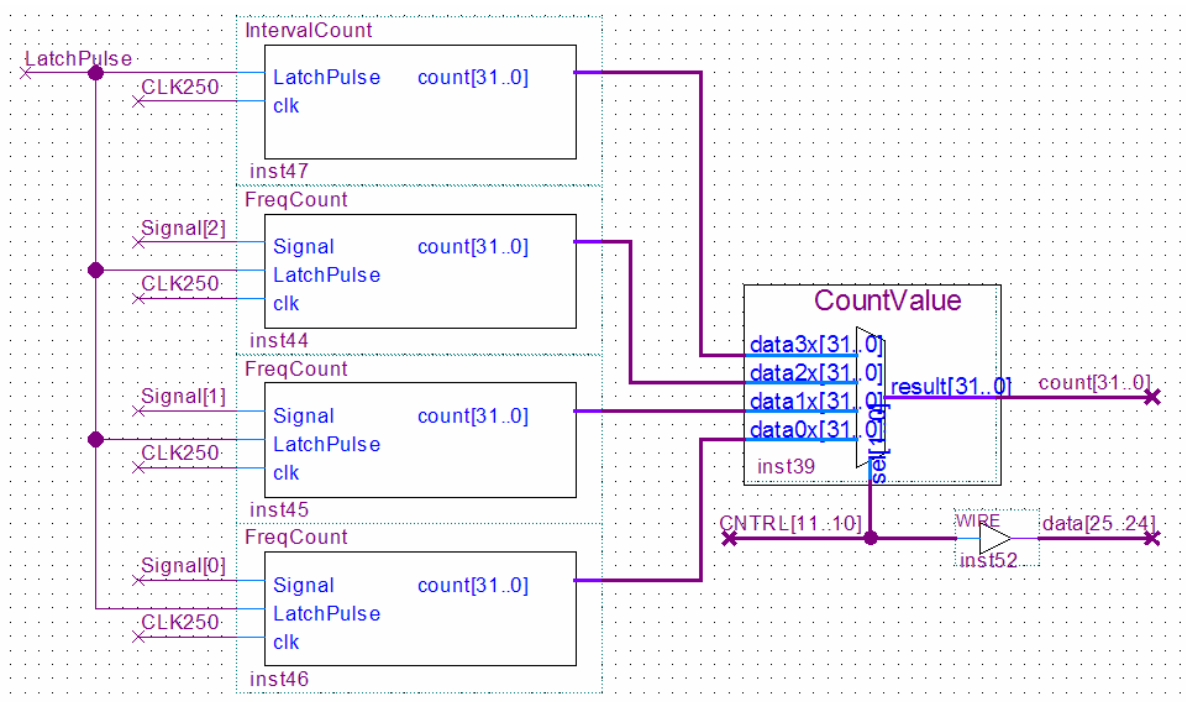 IntervalCount
LatchPulse
CLK250
LatchPulse count[31..0]
clk
inst47
FreqCount
Signal[2]
CLK250
Signal count[31..0]
LatchPulse
clk
inst44
FreqCount
Signal[1]
CLK250
Signal count[31..0]
LatchPulse
clk
inst45
FreqCount
Signal[0]
CLK250
Signal count[31..0]
LatchPulse
clk
inst46
CountValue
data3x[31..0]
data2x[31..0]
data1x[31..0]
data0x[31..0]
sel[1..0]
result[31..0]
inst39
count[31..0]
CNTRL[11..10]
WIRE
inst52
data[25..24]